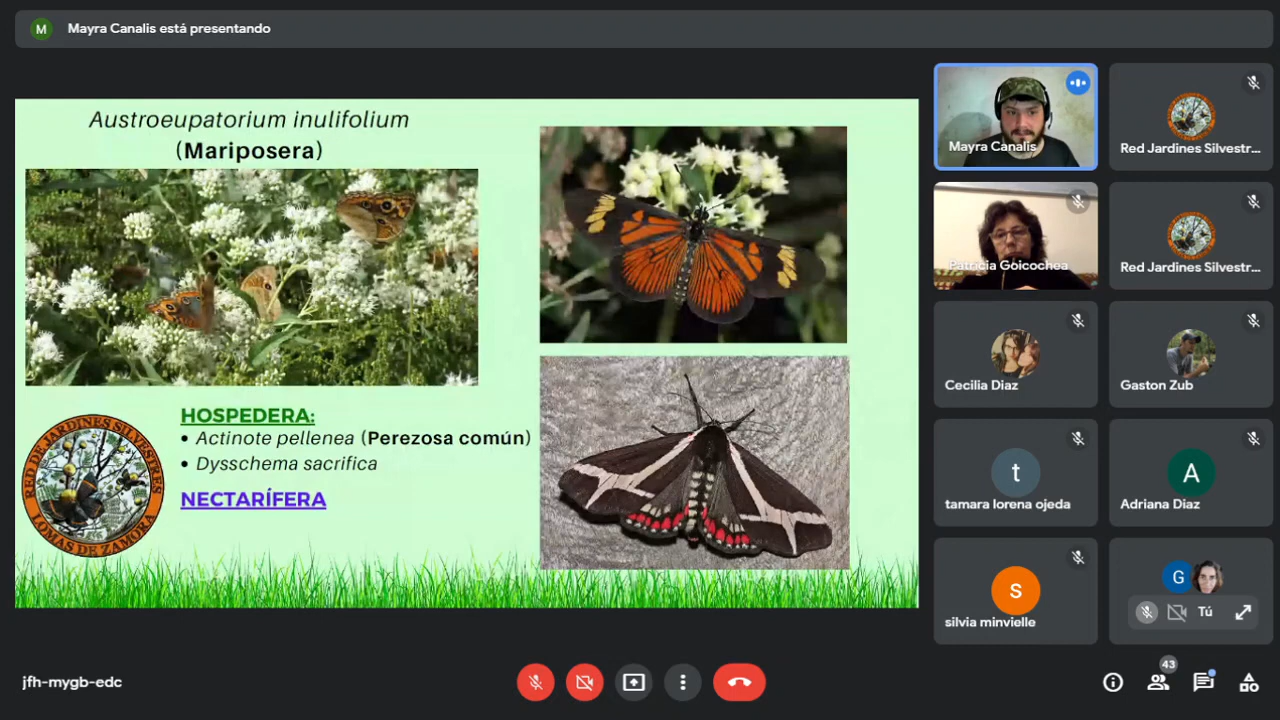 M
Mayra Canalis está presentando
Austroeupatorium inulifolium
(Mariposera)
HOSPEDERA:
• Actinote pellenea (Perezosa común)
• Dysschema sacrifica
NECTARÍFERA
RED DE JARDINES SILVESTRES
LOMAS DE ZAMORA
Mayra Canalis
Red Jardines Silvestr...
Patricia Goicochea
Red Jardines Silvestr...
Cecilia Diaz
Gaston Zub
t
tamara lorena ojeda
A
Adriana Diaz
s
silvia minvielle
G
Tú
jfh-mygb-edc
43